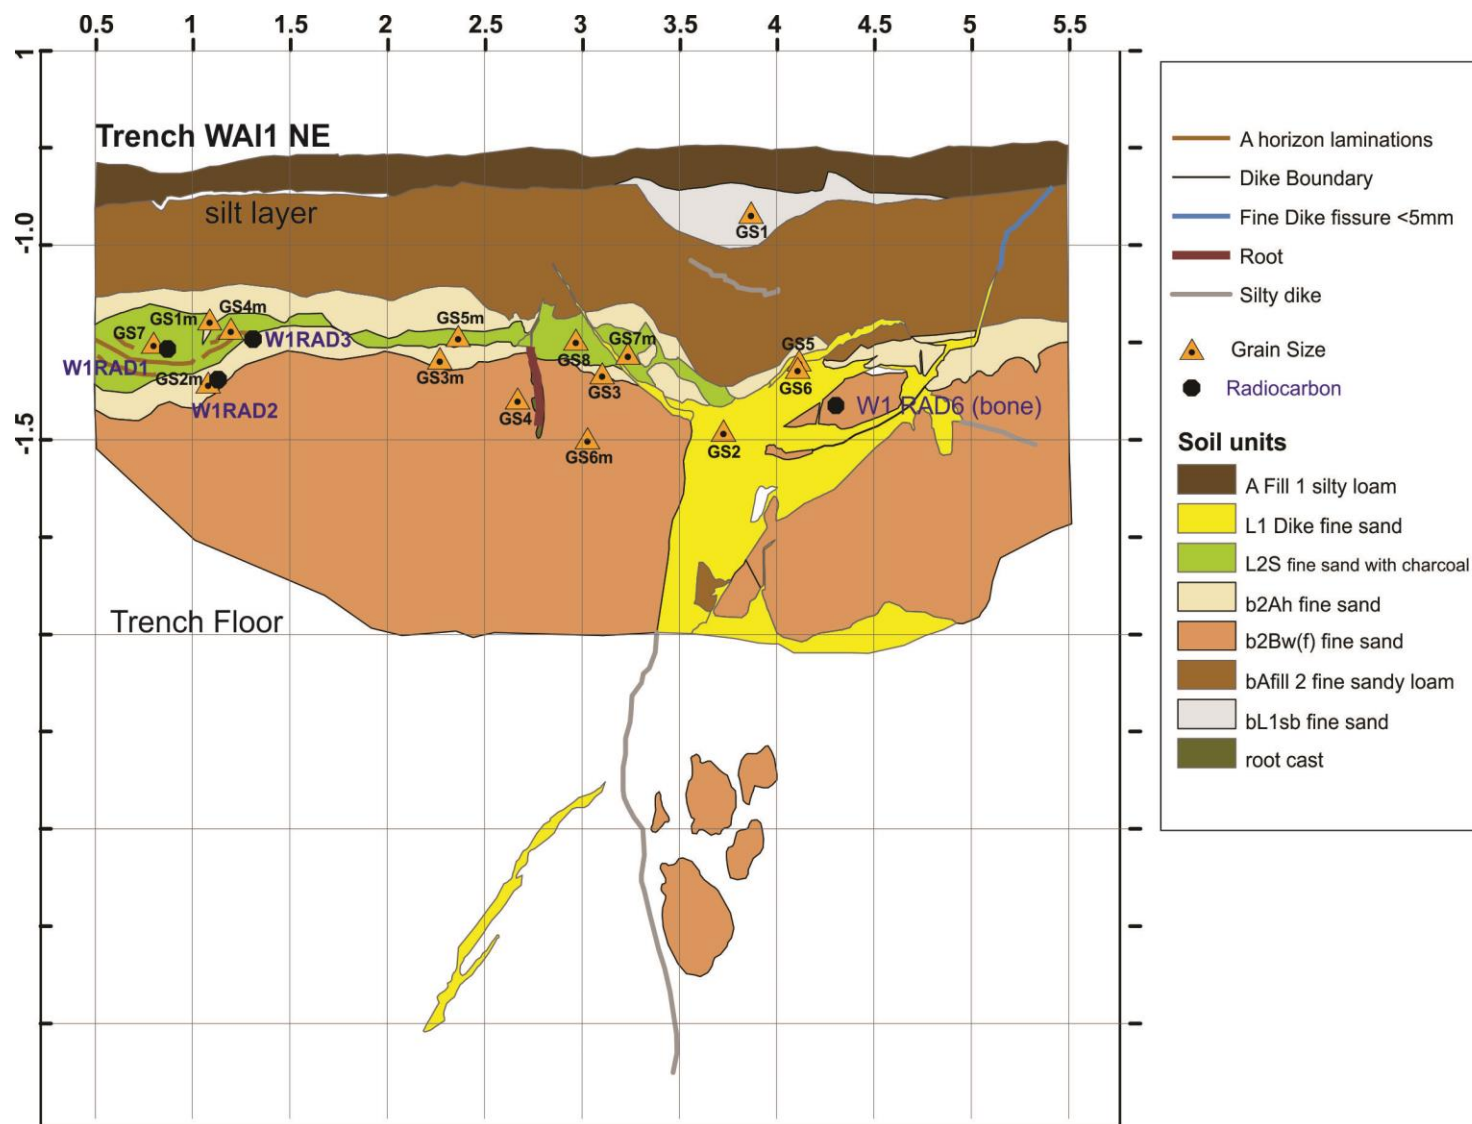 0.5 1 1.5 2 2.5 3 3.5 4 4.5 5 5.5
1
Trench WAI1 NE
silt layer
-1.0
GS1
GS1m
GS4m
GS7
W1RAD3
GS5m
GS7m
GS5
W1RAD1
GS2m
GS3m
GS8
GS3
GS6
W1RAD2
GS4
W1 RAD6 (bone)
-1.5
GS6m
GS2
Trench Floor
A horizon laminations
Dike Boundary
Fine Dike fissure <5mm
Root
Silty dike
Grain Size
Radiocarbon
Soil units
A Fill 1 silty loam
L1 Dike fine sand
L2S fine sand with charcoal
b2Ah fine sand
b2Bw(f) fine sand
bAfill 2 fine sandy loam
bL1sb fine sand
root cast